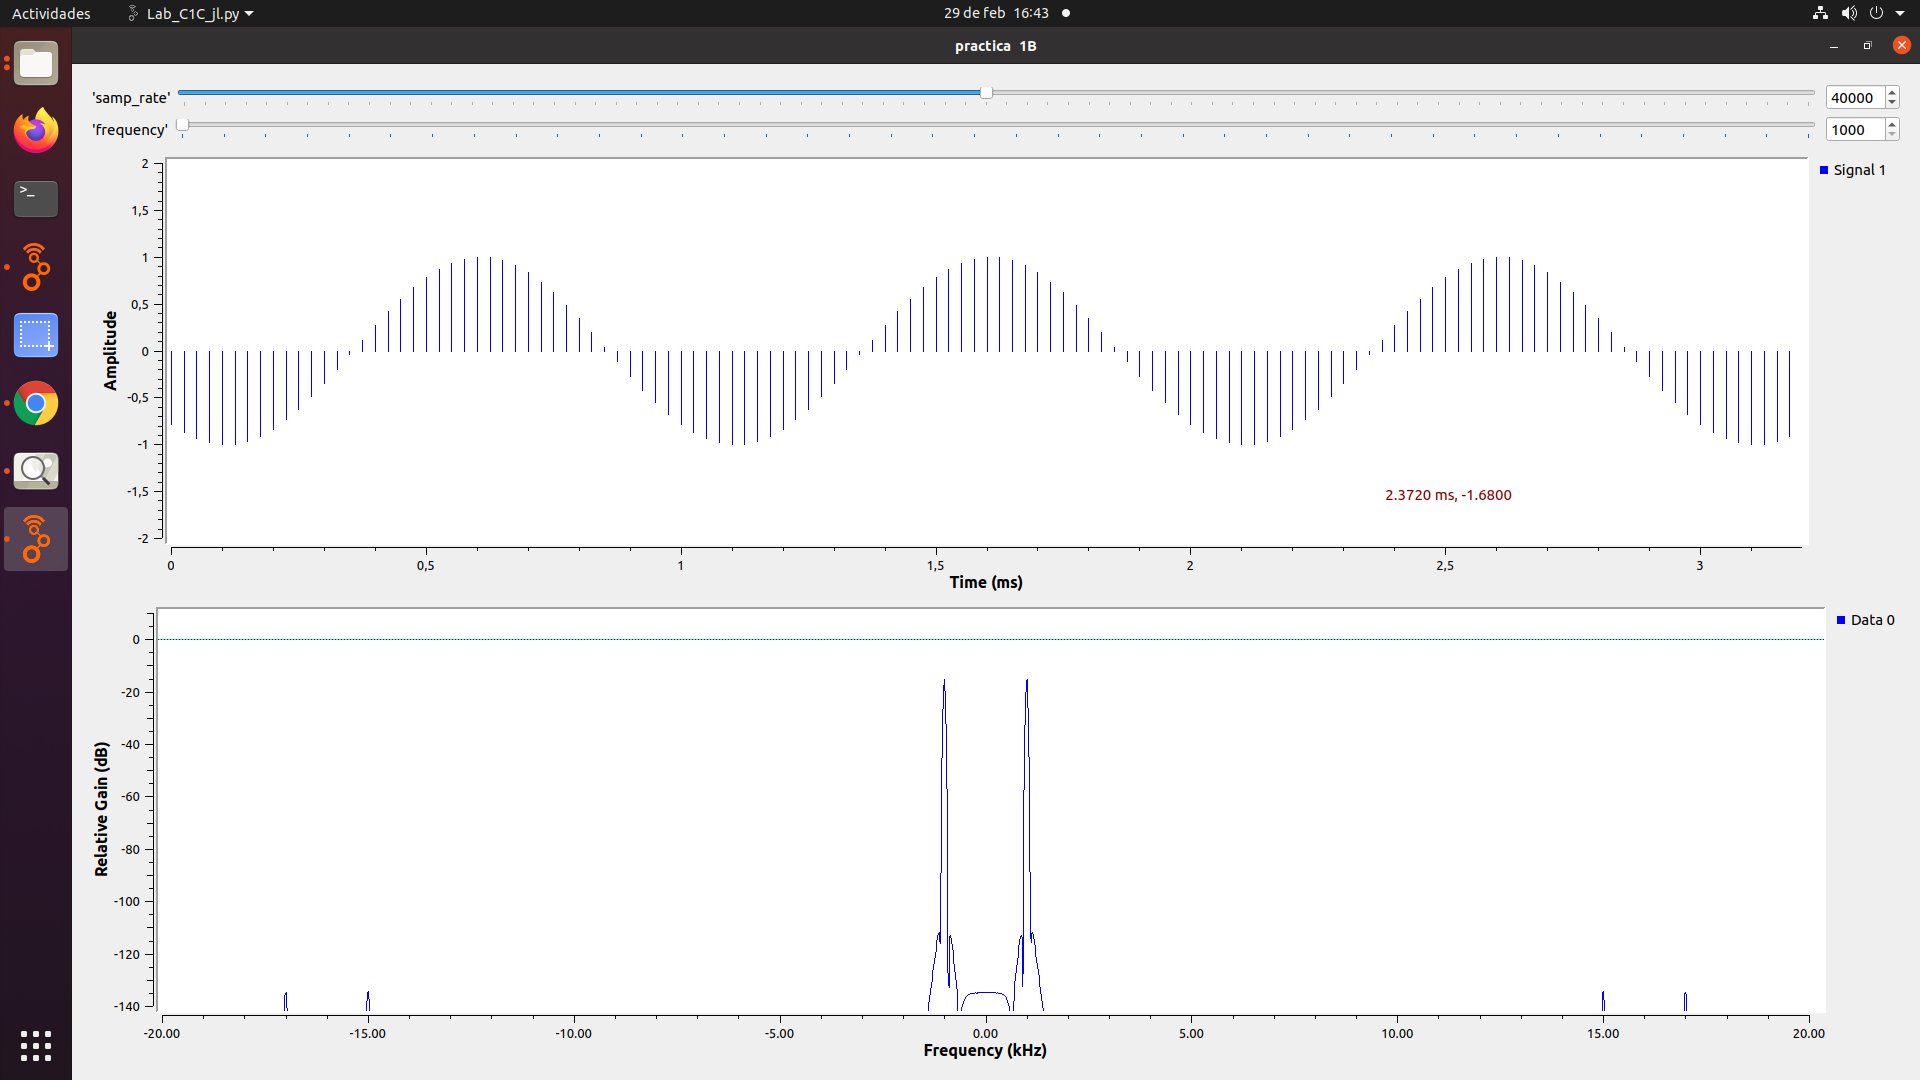 Actividades Lab_C1C_jl.py 29 de feb 16:43
practica 1B
'samp_rate' 40000
'frequency' 1000
2
1,5
1
0,5
0
-0,5
-1
-1,5
-2
Amplitude
Signal 1
2.3720 ms, -1.6800
0 0,5 1 1,5 2 2,5 3
Time (ms)
0
-20
-40
-60
-80
-100
-120
-140
Relative Gain (dB)
Data 0
-20.00 -15.00 -10.00 -5.00 0.00 5.00 10.00 15.00 20.00
Frequency (kHz)